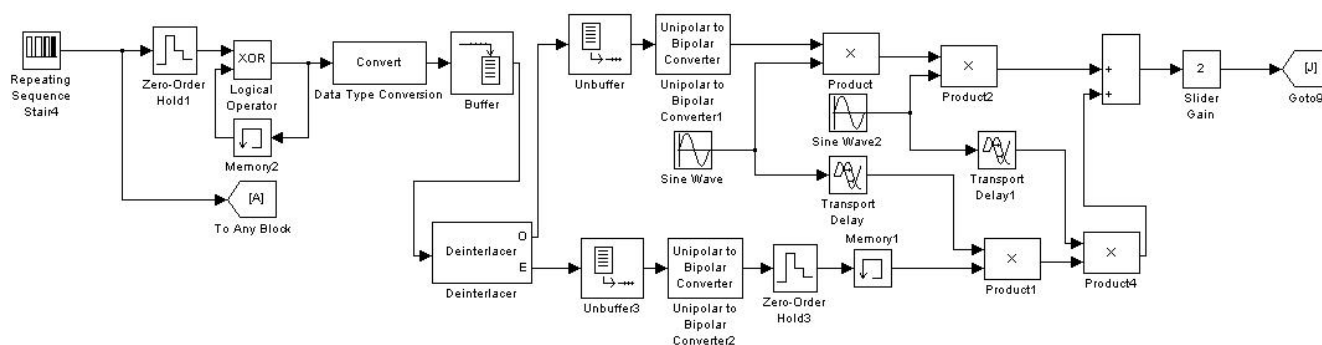 Repeating
Sequence
Stair4
Zero-Order
Hold1
XOR
Logical
Operator
Memory2
[A]
To Any Block
Convert
Data Type Conversion
Buffer
Deinterlacer
O
E
Deinterlacer
Unbuffer
Unipolar to
Bipolar
Converter
Unipolar to
Bipolar
Converter1
Sine Wave
×
Product
Sine Wave2
×
Product2
Transport
Delay
Transport
Delay1
Unbuffer3
Unipolar to
Bipolar
Converter
Unipolar to
Bipolar
Converter2
Zero-Order
Hold3
Memory1
×
Product1
×
Product4
+
+
2
Slider
Gain
[J]
Goto9